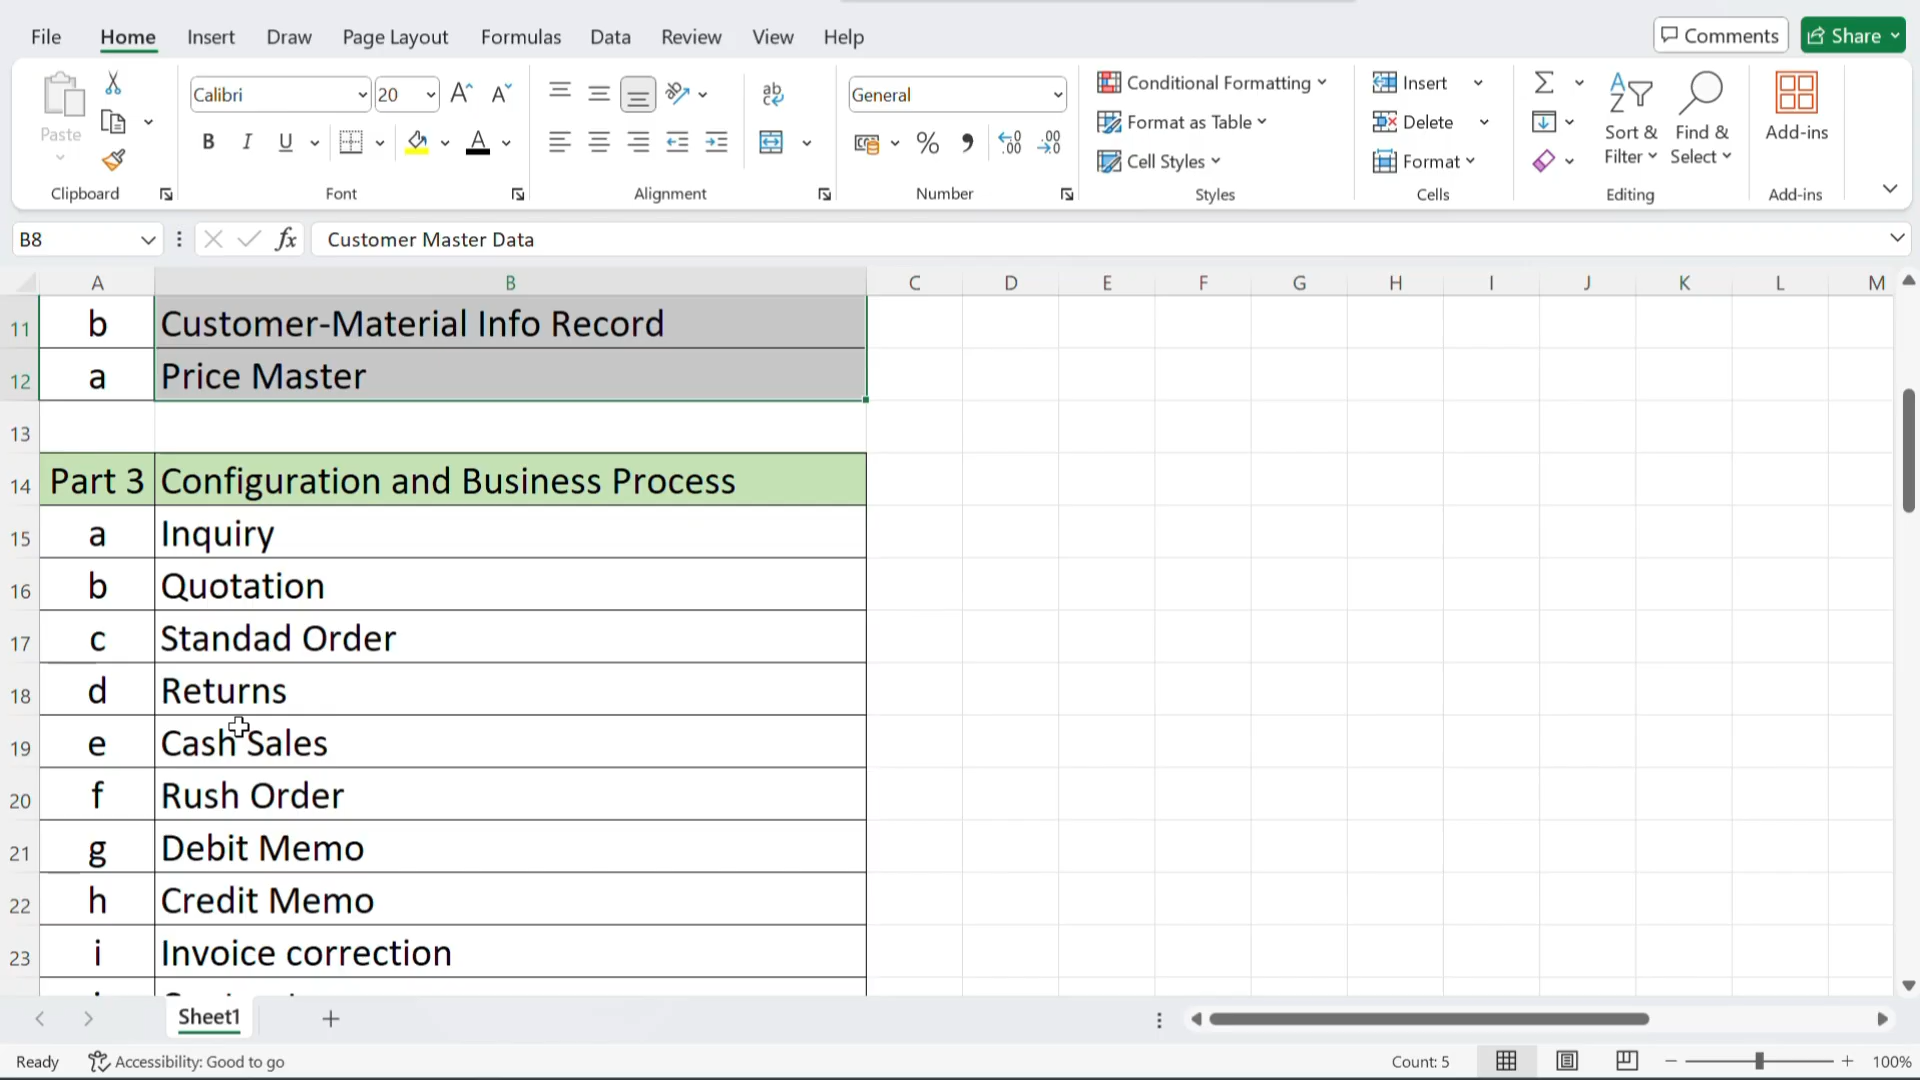 File Home Insert Draw Page Layout Formulas Data Review View Help Comments Share
Paste
Clipboard
Calibri 20
B I U A
Font
ab
c
Alignment
General
% , .00
Number
Conditional Formatting
Format as Table
Cell Styles
Styles
Insert
Delete
Format
Cells
Sort &
Filter
Find &
Select
Editing
Add-ins
Add-ins
B8 fx Customer Master Data
A B C D E F G H I J K L M
11 b Customer-Material Info Record
12 a Price Master
13
14 Part 3 Configuration and Business Process
15 a Inquiry
16 b Quotation
17 c Standad Order
18 d Returns
19 e Cash Sales
20 f Rush Order
21 g Debit Memo
22 h Credit Memo
23 i Invoice correction
Sheet1
Ready Accessibility: Good to go Count: 5 100%